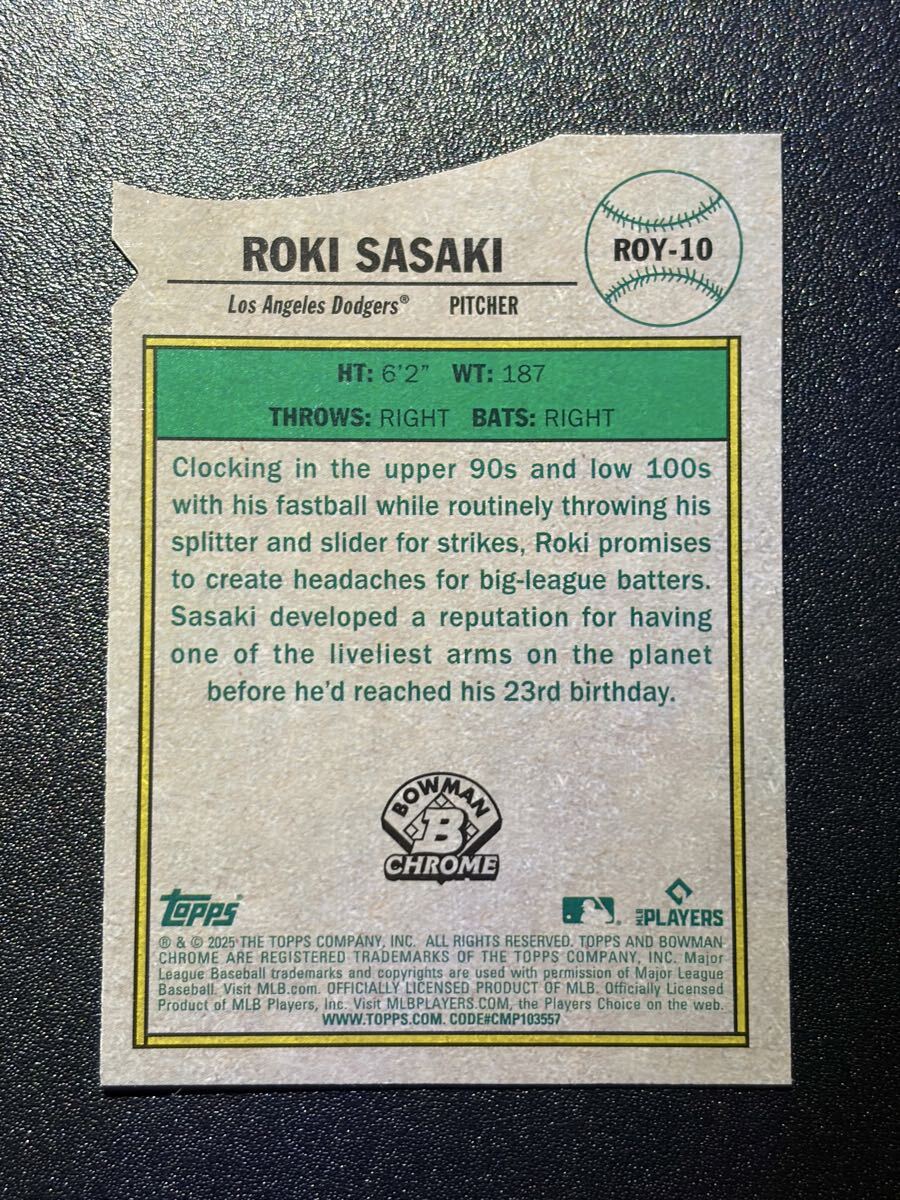 ROKI SASAKI
ROY-10
Los Angeles Dodgers® PITCHER
HT: 6'2" WT: 187
THROWS: RIGHT BATS: RIGHT
Clocking in the upper 90s and low 100s
with his fastball while routinely throwing his
splitter and slider for strikes, Roki promises
to create headaches for big-league batters.
Sasaki developed a reputation for having
one of the liveliest arms on the planet
before he'd reached his 23rd birthday.
BOWMAN
B
CHROME
Topps®
MLB PLAYERS
® & © 2025 THE TOPPS COMPANY, INC. ALL RIGHTS RESERVED. TOPPS AND BOWMAN
CHROME ARE REGISTERED TRADEMARKS OF THE TOPPS COMPANY, INC. Major
League Baseball trademarks and copyrights are used with permission of Major League
Baseball. Visit MLB.com. OFFICIALLY LICENSED PRODUCT OF MLB. Officially Licensed
Product of MLB Players, Inc. Visit MLBPLAYERS.COM, the Players Choice on the web.
WWW.TOPPS.COM. CODE#CMP103557